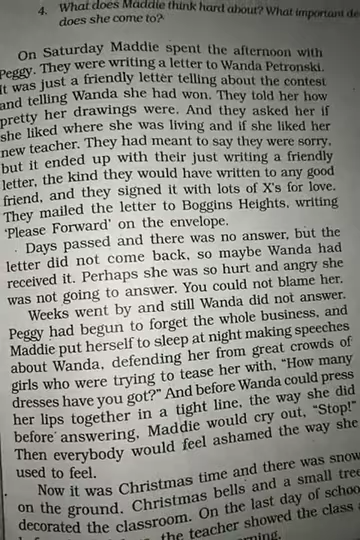 4. What does Maddie think hard about? What important de
does she come to?
On Saturday Maddie spent the afternoon with
Peggy. They were writing a letter to Wanda Petronski.
It was just a friendly letter telling about the contest
and telling Wanda she had won. They told her how
pretty her drawings were. And they asked her if
she liked where she was living and if she liked her
new teacher. They had meant to say they were sorry,
but it ended up with their just writing a friendly
letter, the kind they would have written to any good
friend, and they signed it with lots of X's for love.
They mailed the letter to Boggins Heights, writing
'Please Forward' on the envelope.
Days passed and there was no answer, but the
letter did not come back, so maybe Wanda had
received it. Perhaps she was so hurt and angry she
was not going to answer. You could not blame her.
Weeks went by and still Wanda did not answer.
Peggy had begun to forget the whole business, and
Maddie put herself to sleep at night making speeches
about Wanda, defending her from great crowds of
girls who were trying to tease her with, "How many
dresses have you got?" And before Wanda could press
her lips together in a tight line, the way she did
before answering, Maddie would cry out, "Stop!"
Then everybody would feel ashamed the way she
used to feel.
Now it was Christmas time and there was snow
on the ground. Christmas bells and a small tree
decorated the classroom. On the last day of schoo
the teacher showed the class